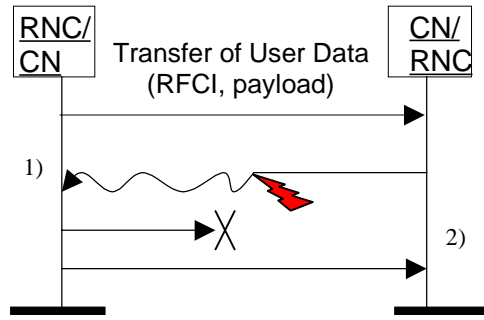 RNC/
CN
CN/
RNC
Transfer of User Data
(RFCI, payload)
1)
2)